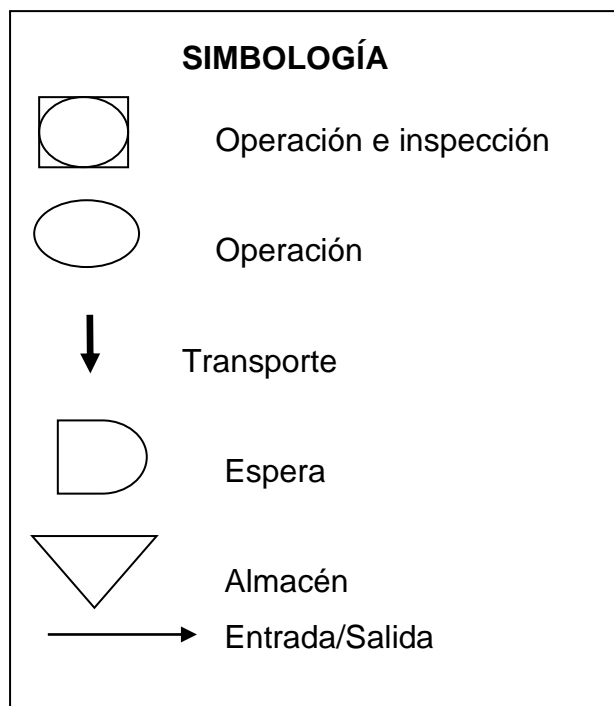 SIMBOLOGÍA
Operación e inspección
Operación
Transporte
Espera
Almacén
Entrada/Salida